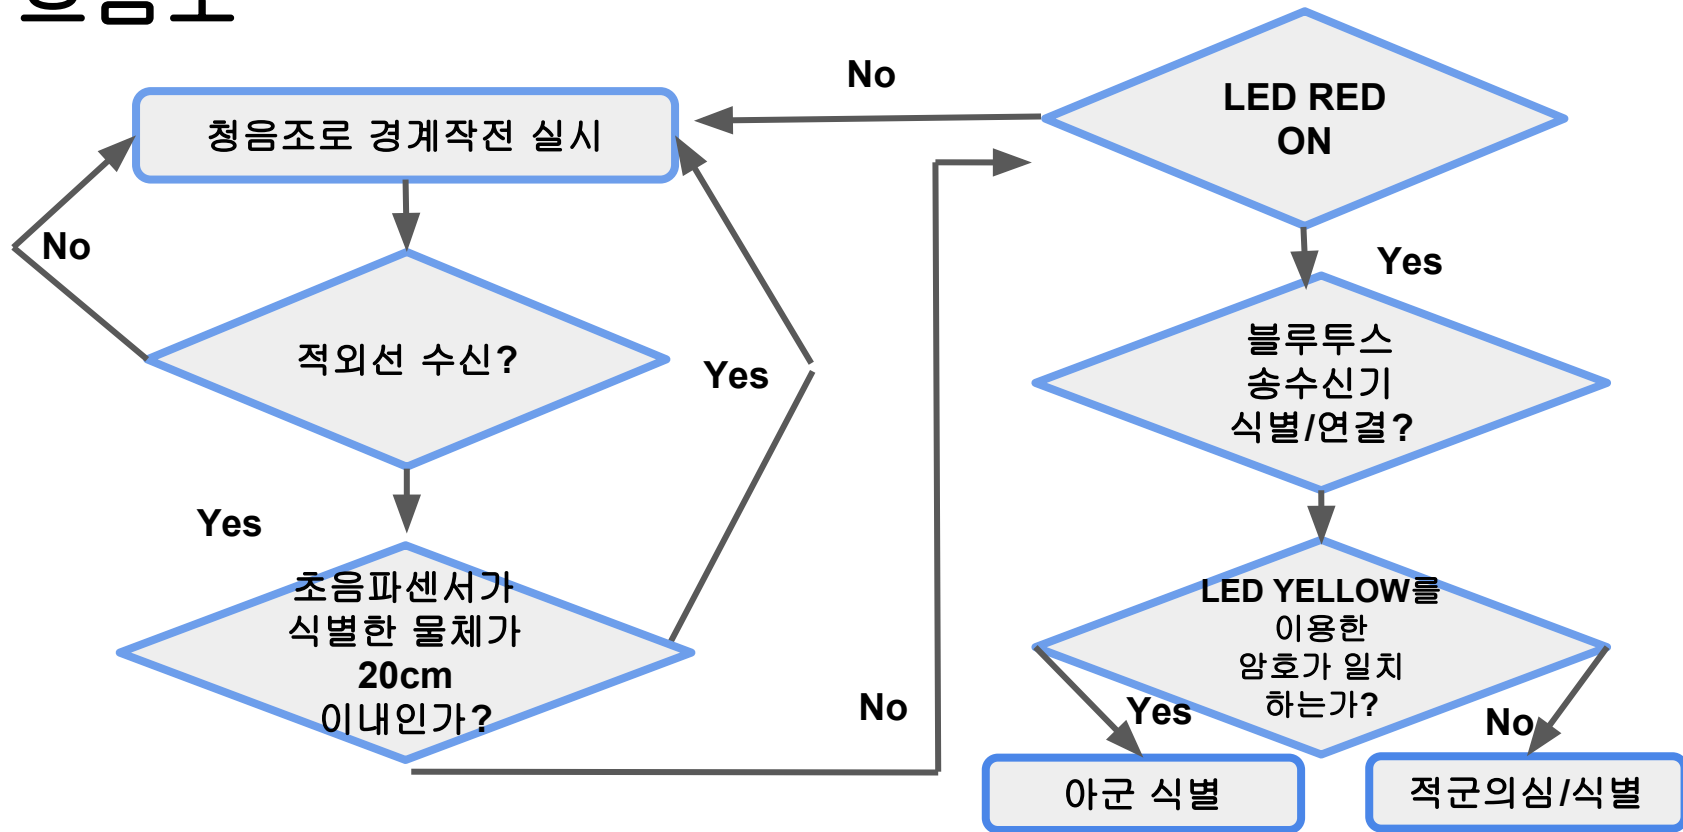 청음조로 경계작전 실시
No
적외선 수신?
Yes
초음파센서가
식별한 물체가
20cm
이내인가?
Yes
No
No
LED RED
ON
Yes
블루투스
송수신기
식별/연결?
LED YELLOW를
이용한
암호가 일치
하는가?
Yes
No
아군 식별
적군의심/식별